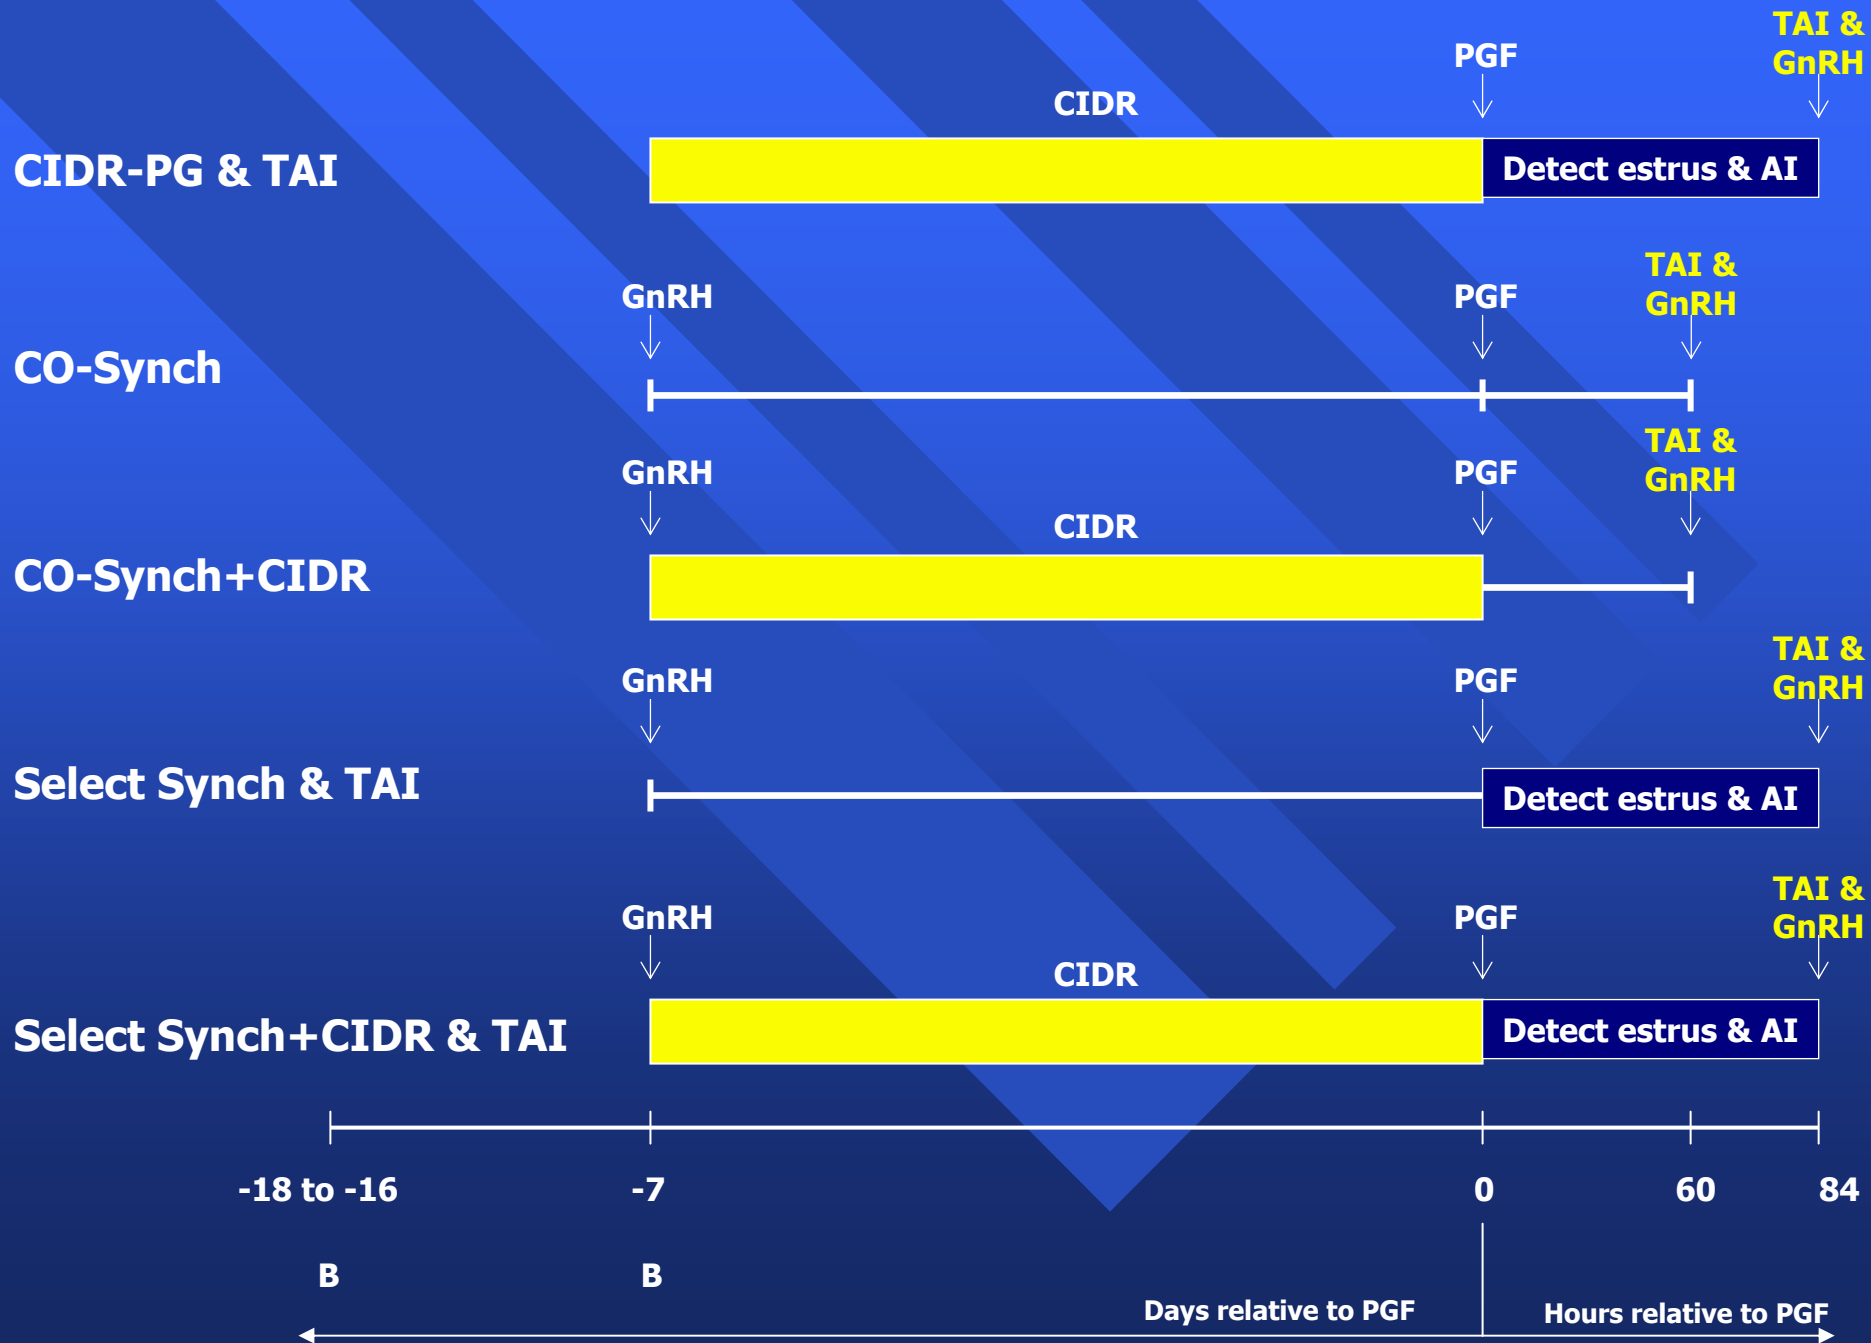 TAI &
GnRH
PGF
CIDR
CIDR-PG & TAI
Detect estrus & AI
TAI &
GnRH
GnRH
PGF
CO-Synch
TAI &
GnRH
GnRH
PGF
CIDR
CO-Synch+CIDR
TAI &
GnRH
GnRH
PGF
Select Synch & TAI
Detect estrus & AI
TAI &
GnRH
GnRH
PGF
CIDR
Select Synch+CIDR & TAI
Detect estrus & AI
-18 to -16 -7 0 60 84
B B
Days relative to PGF Hours relative to PGF